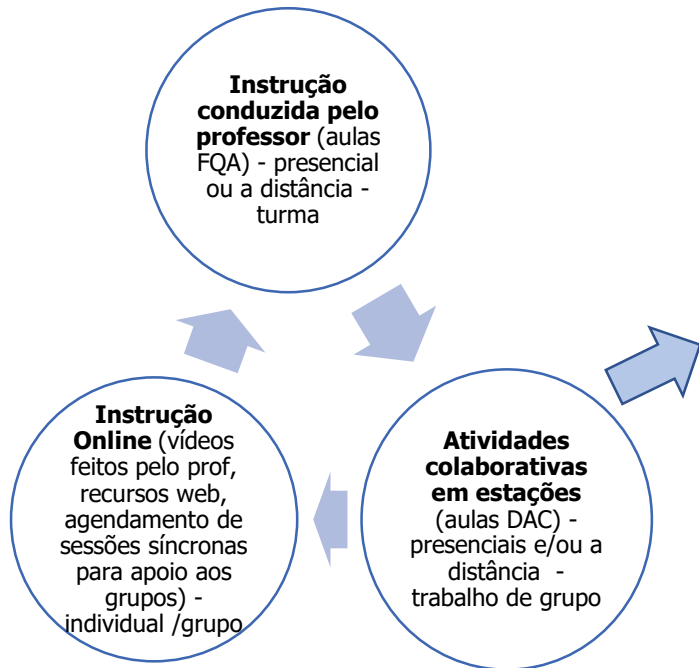 Instrução
conduzida pelo
professor (aulas
FQA) - presencial
ou a distância -
turma
Instrução
Online (vídeos
feitos pelo prof,
recursos web,
agendamento de
sessões síncronas
para apoio aos
grupos) -
individual /grupo
Atividades
colaborativas
em estações
(aulas DAC) -
presenciais e/ou a
distância -
trabalho de grupo